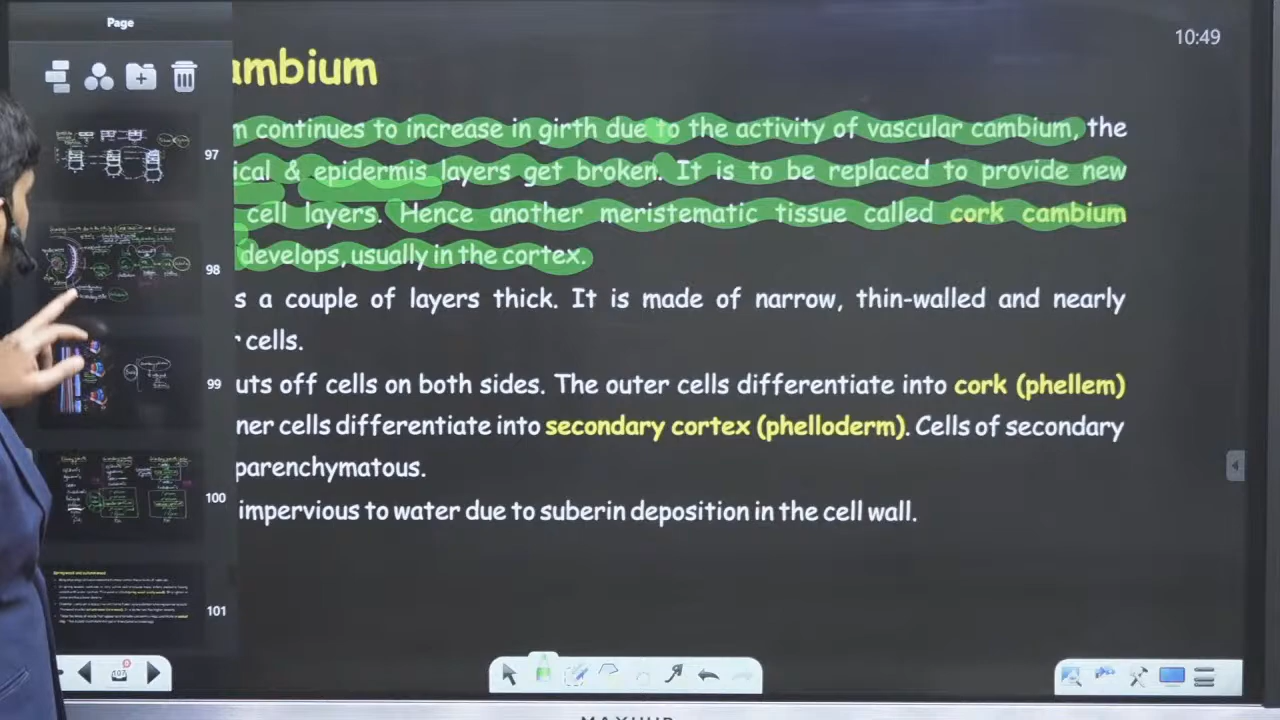 Page
10:49
ambium
m continues to increase in girth due to the activity of vascular cambium, the
ical & epidermis layers get broken. It is to be replaced to provide new
cell layers. Hence another meristematic tissue called cork cambium
develops, usually in the cortex.
s a couple of layers thick. It is made of narrow, thin-walled and nearly
r cells.
uts off cells on both sides. The outer cells differentiate into cork (phellem)
ner cells differentiate into secondary cortex (phelloderm). Cells of secondary
parenchymatous.
impervious to water due to suberin deposition in the cell wall.
97
98
99
100
101
107
MAXHUB